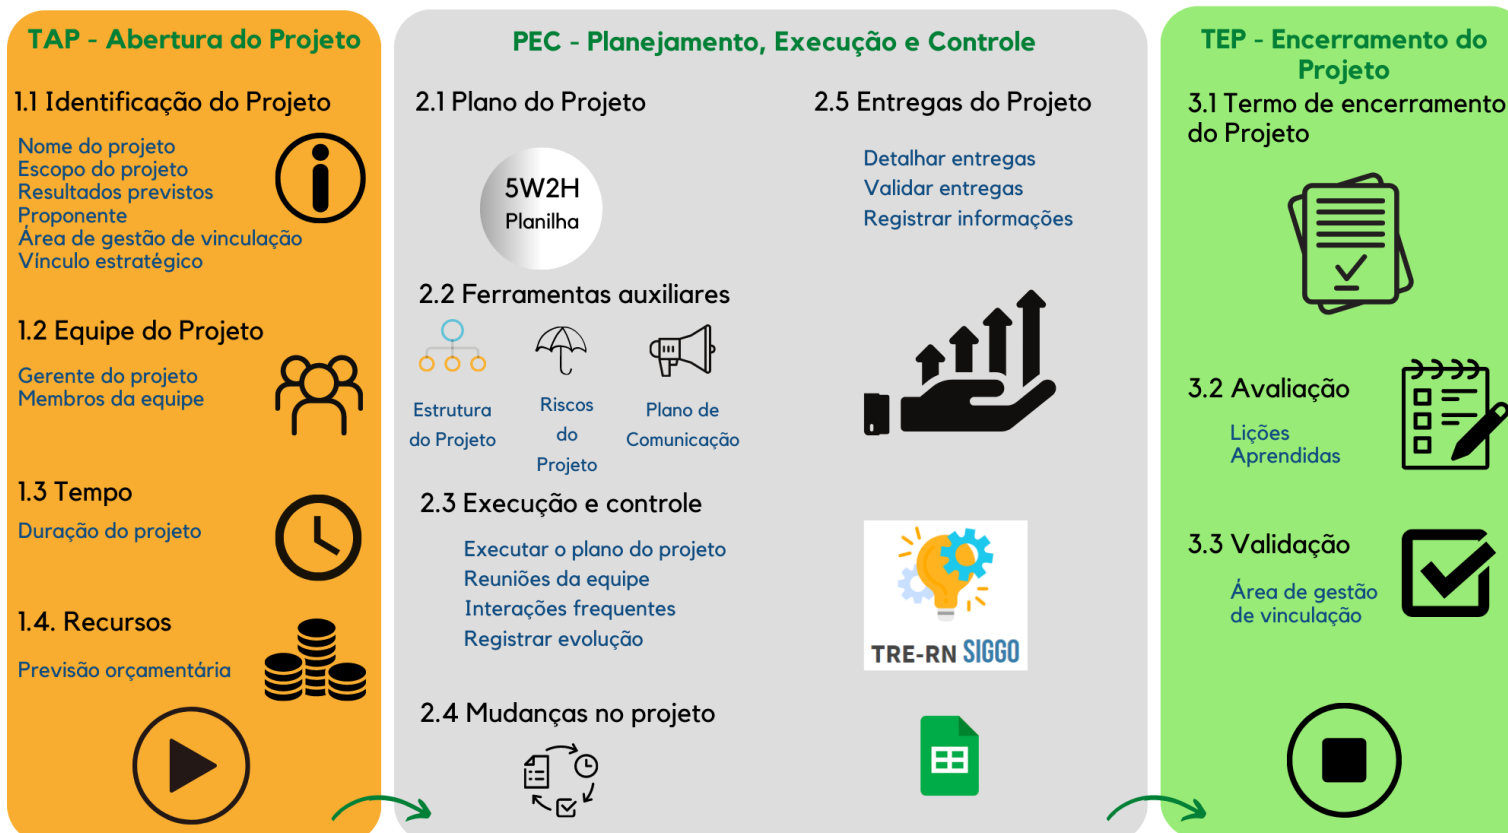 TAP - Abertura do Projeto
1.1 Identificação do Projeto
Nome do projeto
Escopo do projeto
Resultados previstos
Proponente
Área de gestão de vinculação
Vínculo estratégico
1.2 Equipe do Projeto
Gerente do projeto
Membros da equipe
1.3 Tempo
Duração do projeto
1.4. Recursos
Previsão orçamentária
PEC - Planejamento, Execução e Controle
2.1 Plano do Projeto
5W2H
Planilha
2.2 Ferramentas auxiliares
Estrutura
do Projeto
Riscos
do
Projeto
Plano de
Comunicação
2.3 Execução e controle
Executar o plano do projeto
Reuniões da equipe
Interações frequentes
Registrar evolução
2.4 Mudanças no projeto
2.5 Entregas do Projeto
Detalhar entregas
Validar entregas
Registrar informações
TRE-RN SIGGO
TEP - Encerramento do
Projeto
3.1 Termo de encerramento
do Projeto
3.2 Avaliação
Lições
Aprendidas
3.3 Validação
Área de gestão
de vinculação